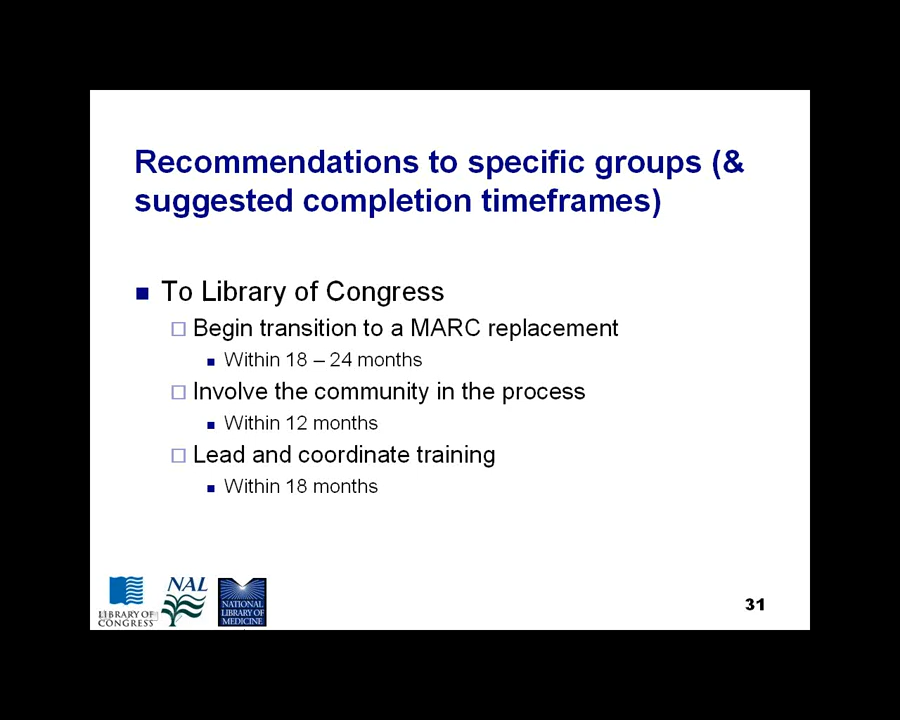 Recommendations to specific groups (&
suggested completion timeframes)
To Library of Congress
Begin transition to a MARC replacement
Within 18 – 24 months
Involve the community in the process
Within 12 months
Lead and coordinate training
Within 18 months
LIBRARY OF
CONGRESS
NAL
NATIONAL
LIBRARY OF
MEDICINE
31